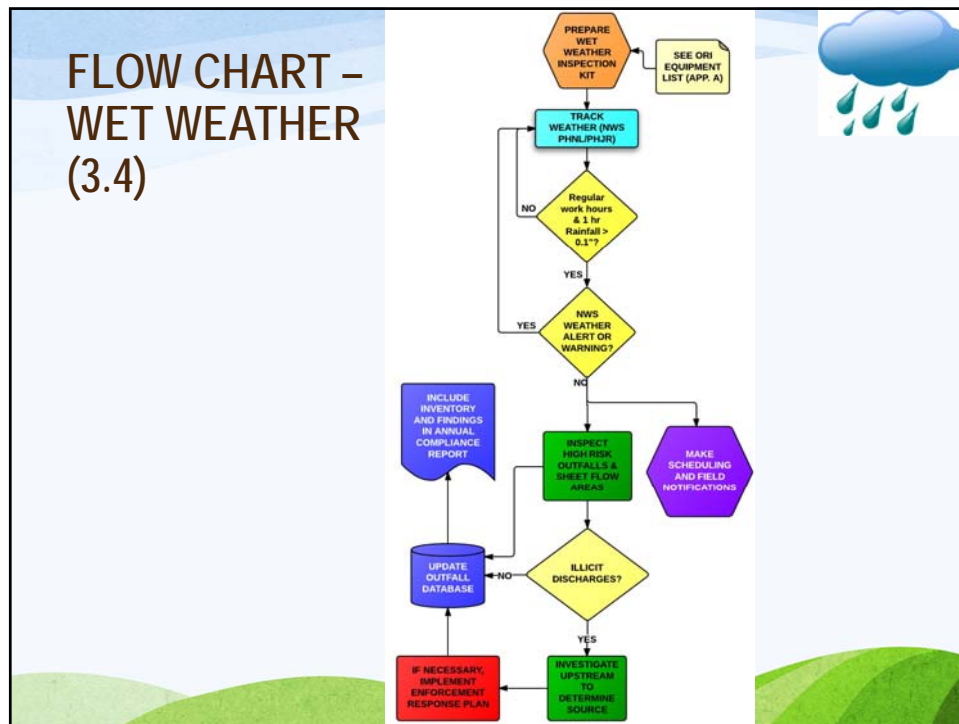 FLOW CHART –
WET WEATHER
(3.4)
PREPARE
WET
WEATHER
INSPECTION
KIT
SEE ORI
EQUIPMENT
LIST (APP. A)
TRACK
WEATHER (NWS
PHNL/PHJR)
Regular
work hours
& 1 hr
Rainfall >
0.1"?
NO
YES
NWS
WEATHER
ALERT OR
WARNING?
YES
NO
INCLUDE
INVENTORY
AND FINDINGS
IN ANNUAL
COMPLIANCE
REPORT
INSPECT
HIGH RISK
OUTFALLS &
SHEET FLOW
AREAS
MAKE
SCHEDULING
AND FIELD
NOTIFICATIONS
UPDATE
OUTFALL
DATABASE
NO
ILLICIT
DISCHARGES?
YES
IF NECESSARY,
IMPLEMENT
ENFORCEMENT
RESPONSE PLAN
INVESTIGATE
UPSTREAM
TO
DETERMINE
SOURCE